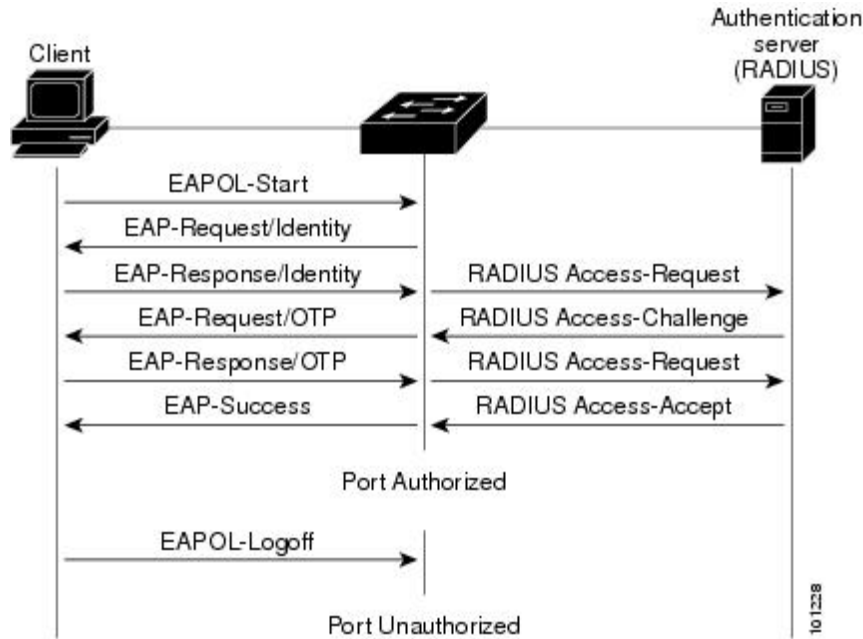 Authentication
server
(RADIUS)
Client
EAPOL-Start
EAP-Request/Identity
EAP-Response/Identity
RADIUS Access-Request
EAP-Request/OTP
RADIUS Access-Challenge
EAP-Response/OTP
RADIUS Access-Request
EAP-Success
RADIUS Access-Accept
Port Authorized
EAPOL-Logoff
Port Unauthorized
101228